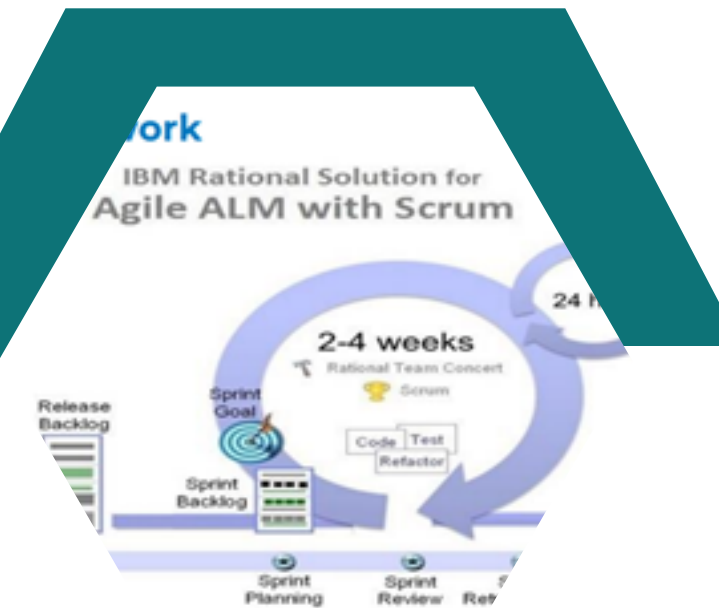 IBM Rational Solution for
Agile ALM with Scrum
24
2-4 weeks
Rational Team Concert
Scrum
Sprint
Goal
Release
Backlog
Code Test
Refactor
Sprint
Backlog
Sprint
Planning
Sprint
Review